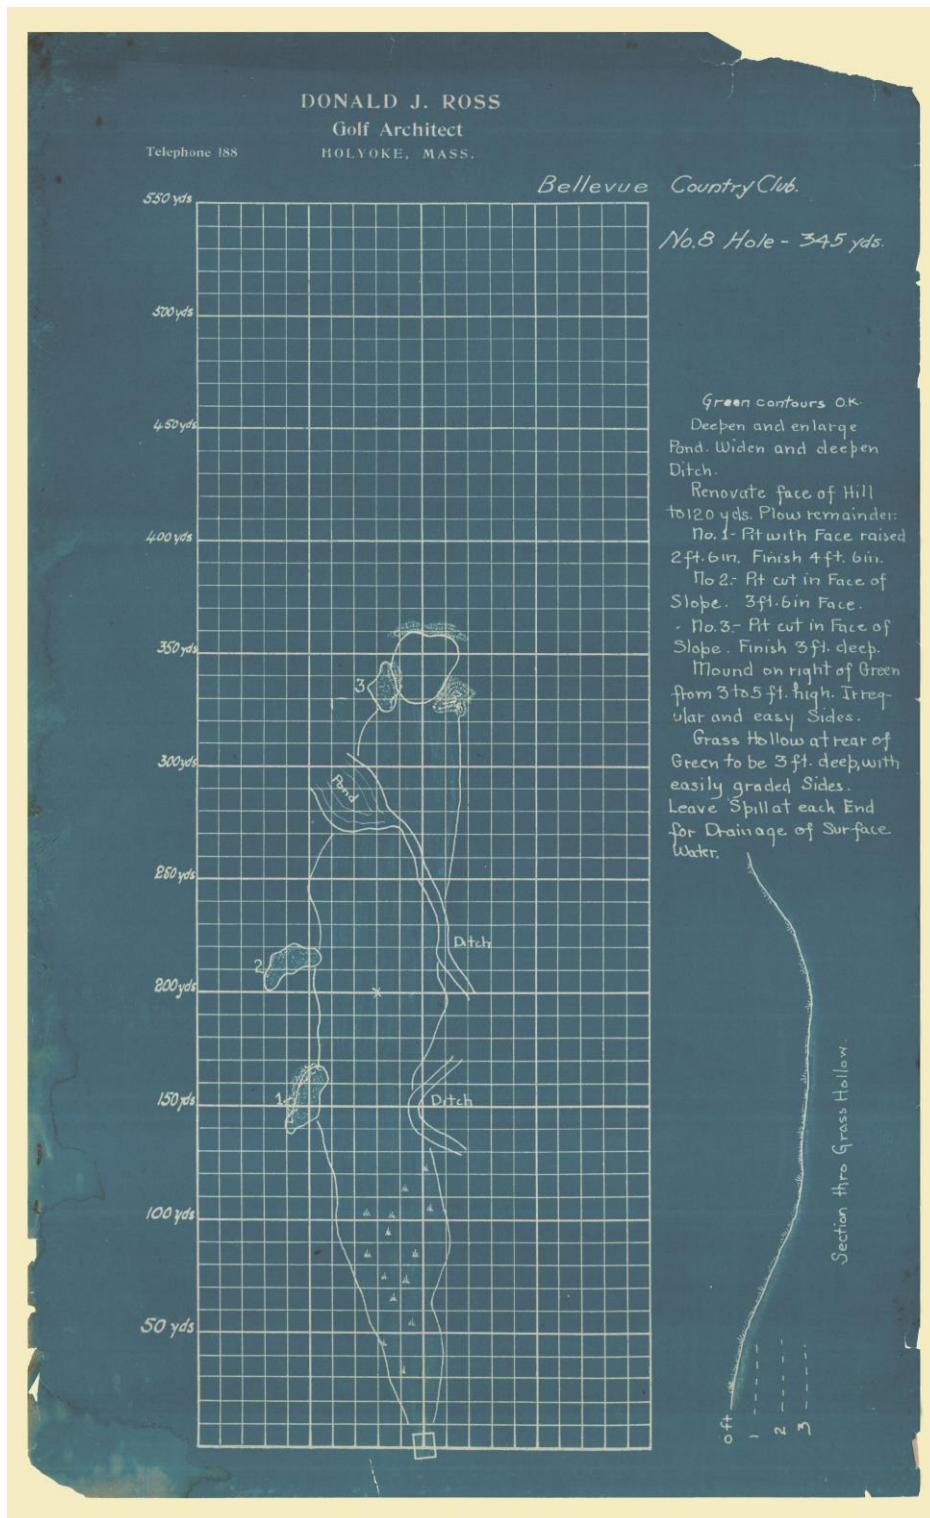 DONALD J. ROSS
Golf Architect
Telephone 188
HOLYOKE, MASS.
Bellevue Country Club.
No. 8 Hole - 345 yds.
550 yds
500 yds
450 yds
400 yds
350 yds
300 yds
250 yds
200 yds
150 yds
100 yds
50 yds
3
Pond
Ditch
2
1
Ditch
Green contours O.K.
Deepen and enlarge
Pond. Widen and deepen
Ditch.
Renovate face of Hill
to 120 yds. Plow remainder.
No. 1- Pit with Face raised
2 ft. 6 in. Finish 4 ft. 6 in.
No 2.- Pit cut in Face of
Slope. 3 ft. 6 in Face.
- No. 3.- Pit cut in Face of
Slope. Finish 3 ft. deep.
Mound on right of Green
from 3 to 5 ft. high. Irreg-
ular and easy Sides.
Grass Hollow at rear of
Green to be 3 ft. deep, with
easily graded Sides.
Leave Spill at each End
for Drainage of Surface
Water.
Section thro Grass Hollow.
0 ft
1
2
3